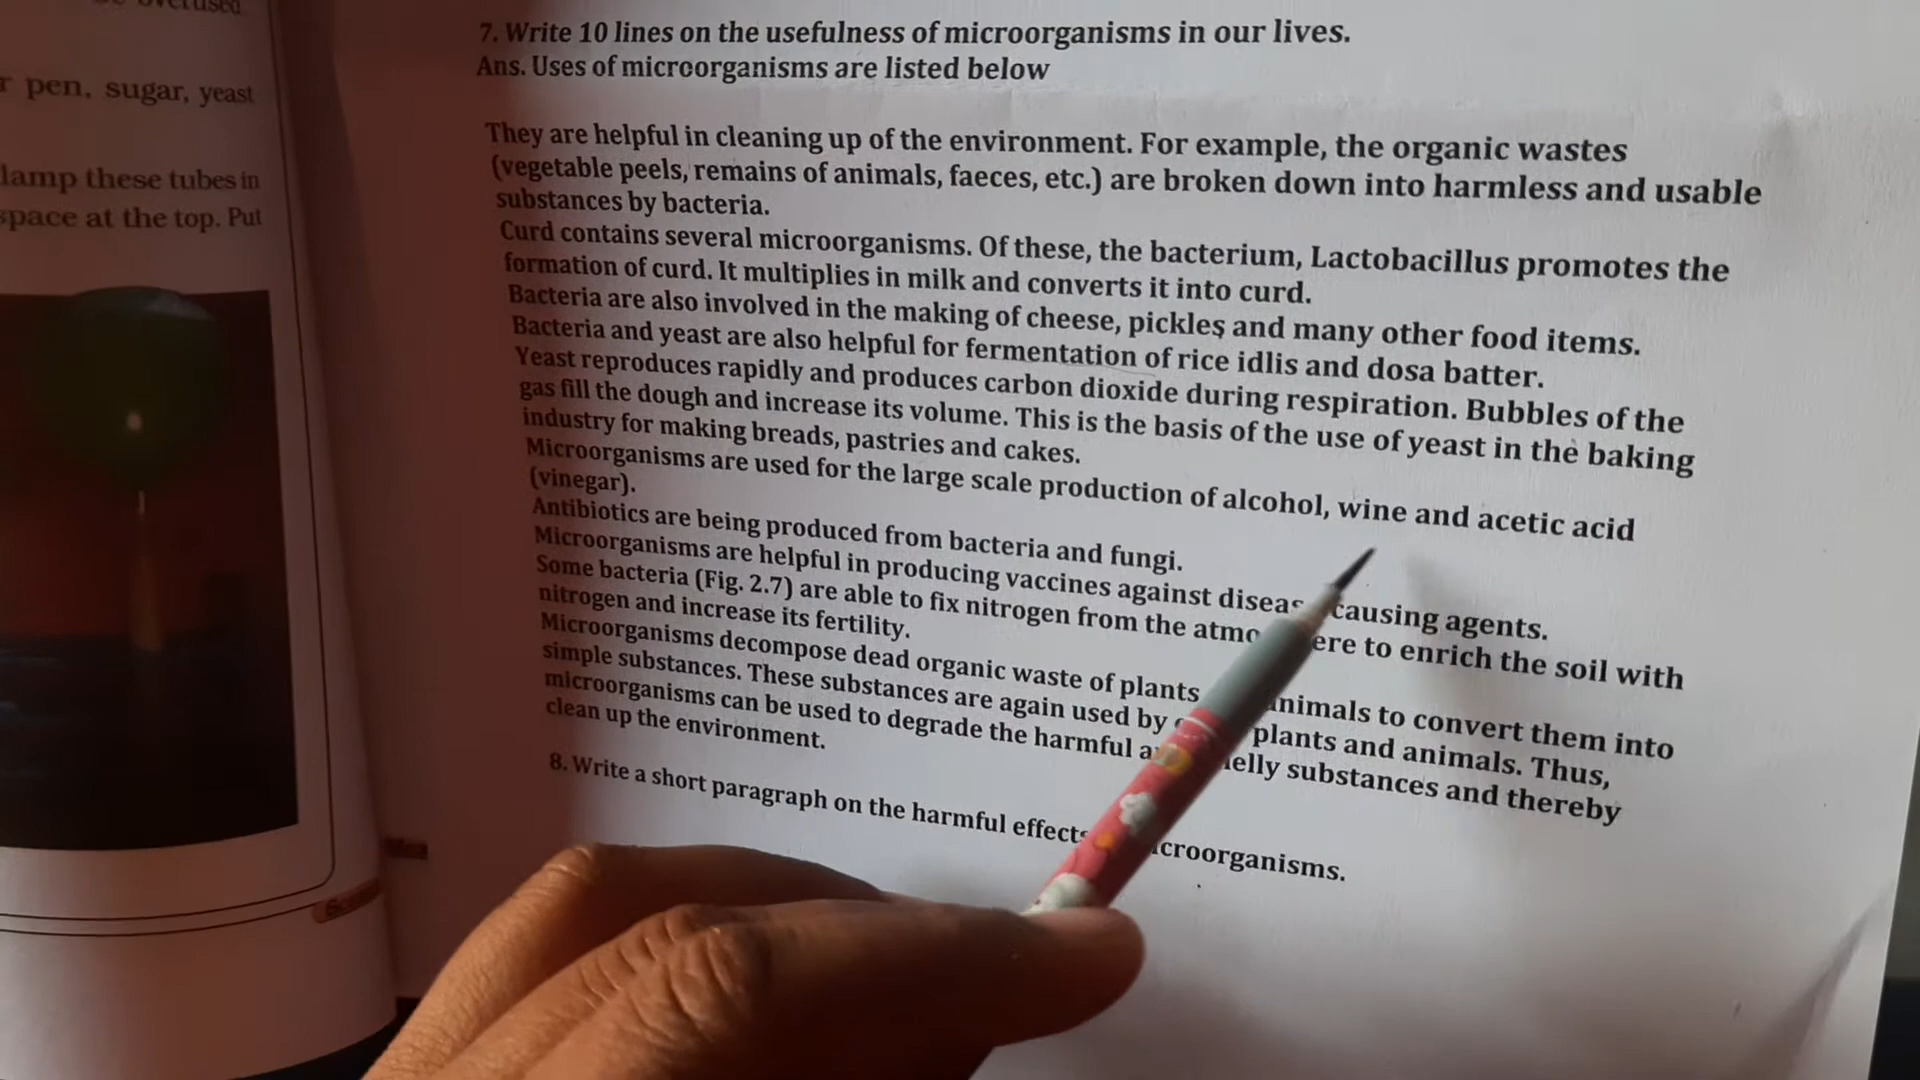 overused
r pen, sugar, yeast
lamp these tubes in
space at the top. Put
7. Write 10 lines on the usefulness of microorganisms in our lives.
Ans. Uses of microorganisms are listed below
They are helpful in cleaning up of the environment. For example, the organic wastes
(vegetable peels, remains of animals, faeces, etc.) are broken down into harmless and usable
substances by bacteria.
Curd contains several microorganisms. Of these, the bacterium, Lactobacillus promotes the
formation of curd. It multiplies in milk and converts it into curd.
Bacteria are also involved in the making of cheese, pickles and many other food items.
Bacteria and yeast are also helpful for fermentation of rice idlis and dosa batter.
Yeast reproduces rapidly and produces carbon dioxide during respiration. Bubbles of the
gas fill the dough and increase its volume. This is the basis of the use of yeast in the baking
industry for making breads, pastries and cakes.
Microorganisms are used for the large scale production of alcohol, wine and acetic acid
(vinegar).
Antibiotics are being produced from bacteria and fungi.
Microorganisms are helpful in producing vaccines against diseas causing agents.
Some bacteria (Fig. 2.7) are able to fix nitrogen from the atmo ere to enrich the soil with
nitrogen and increase its fertility.
Microorganisms decompose dead organic waste of plants nimals to convert them into
simple substances. These substances are again used by plants and animals. Thus,
microorganisms can be used to degrade the harmful a elly substances and thereby
clean up the environment.
8. Write a short paragraph on the harmful effects croorganisms.